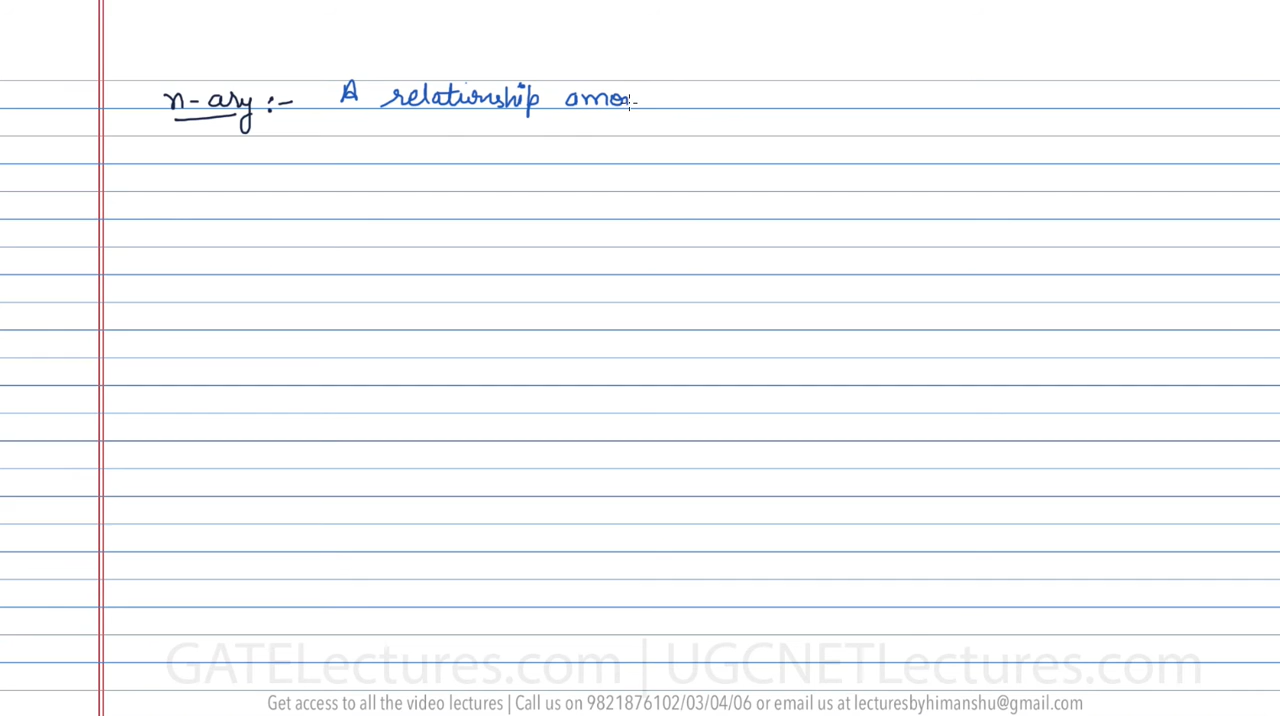 n-ary :- A relationship amo
GATELectures.com | UGCNETLectures.com
Get access to all the video lectures | Call us on 9821876102/03/04/06 or email us at lecturesbyhimanshu@gmail.com